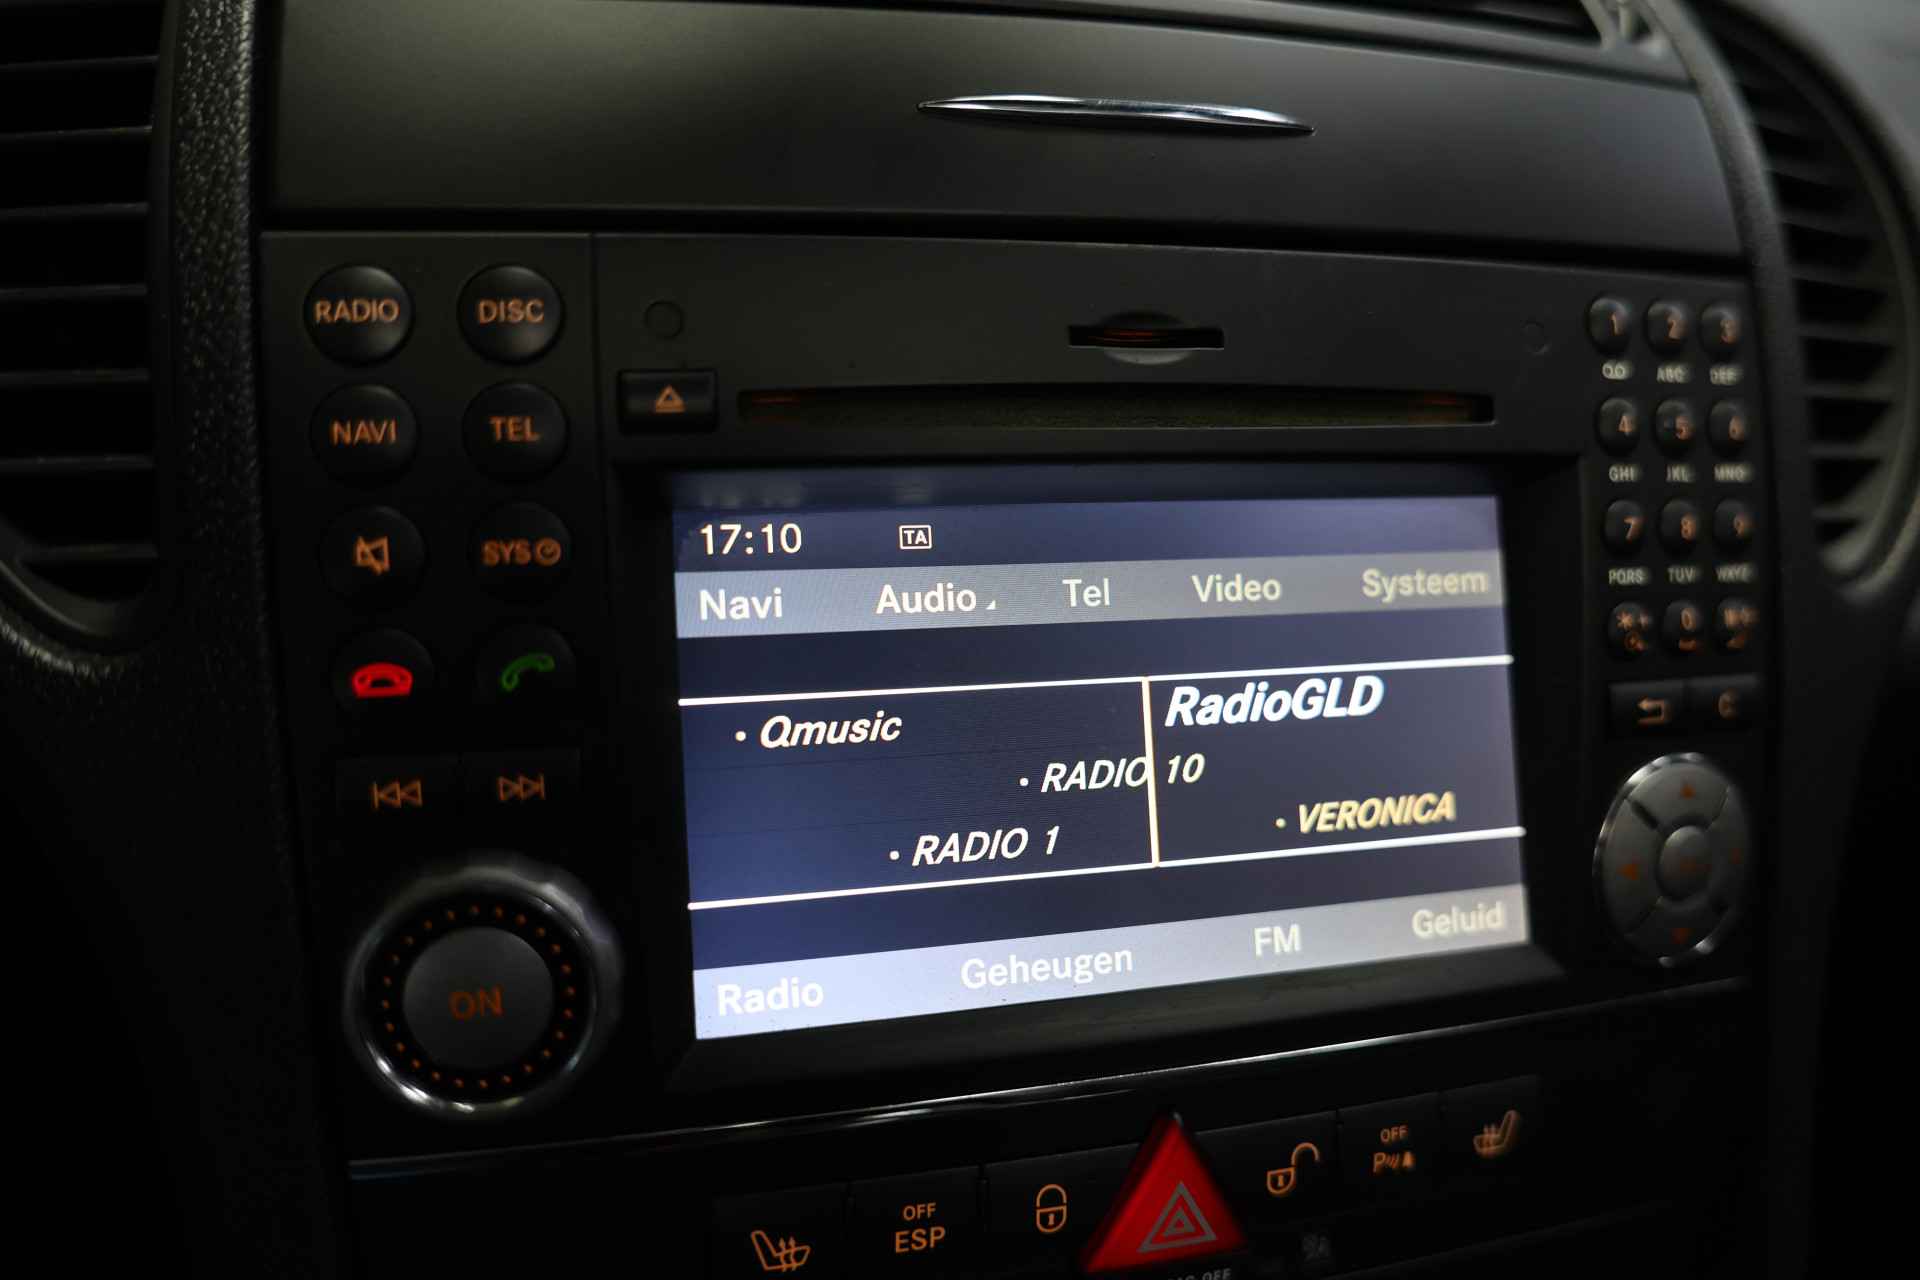 RADIO DISC
NAVI TEL
SYS
ON
1 2 3
ABC DEF
4 5 6
GHI JKL MNO
7 8 9
PQRS TUV WXYZ
* 0
C
17:10 TA
Navi Audio Tel Video Systeem
• Qmusic
RadioGLD
• RADIO 10
• VERONICA
• RADIO 1
Radio Geheugen FM Geluid
OFF
ESP
OFF
P
OFF